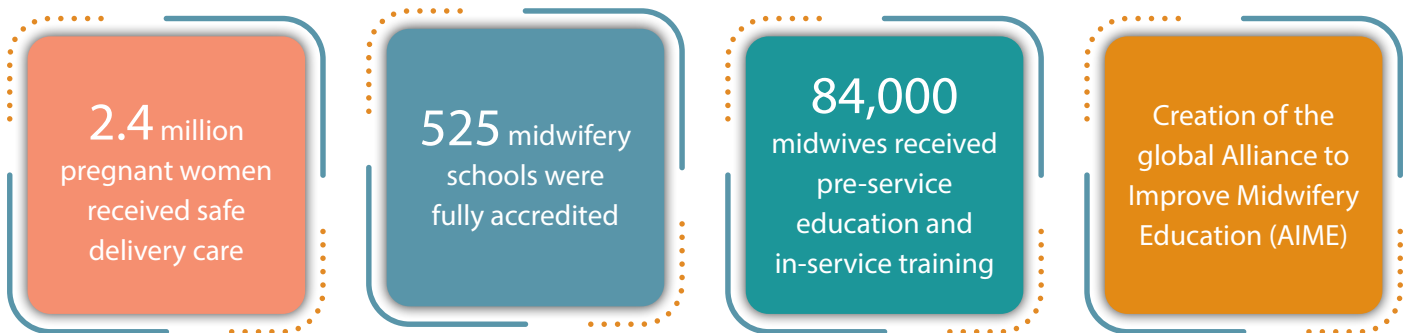 2.4 million
pregnant women
received safe
delivery care
525 midwifery
schools were
fully accredited
84,000
midwives received
pre-service
education and
in-service training
Creation of the
global Alliance to
Improve Midwifery
Education (AIME)